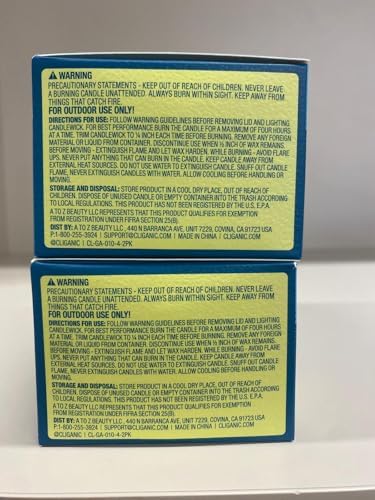 ⚠ WARNING
PRECAUTIONARY STATEMENTS - KEEP OUT OF REACH OF CHILDREN. NEVER LEAVE
A BURNING CANDLE UNATTENDED. ALWAYS BURN WITHIN SIGHT. KEEP AWAY FROM
THINGS THAT CATCH FIRE.
FOR OUTDOOR USE ONLY!
DIRECTIONS FOR USE: FOLLOW WARNING GUIDELINES BEFORE REMOVING LID AND LIGHTING
CANDLEWICK. FOR BEST PERFORMANCE BURN THE CANDLE FOR A MAXIMUM OF FOUR HOURS
AT A TIME. TRIM CANDLEWICK TO ¼ INCH EACH TIME BEFORE BURNING. REMOVE ANY FOREIGN
MATERIAL OR LIQUID FROM CONTAINER. DISCONTINUE USE WHEN ½ INCH OF WAX REMAINS.
BEFORE MOVING - EXTINGUISH FLAME AND LET WAX HARDEN. WHILE BURNING - AVOID FLARE
UPS. NEVER PUT ANYTHING THAT CAN BURN IN THE CANDLE. KEEP CANDLE AWAY FROM
EXTERNAL HEAT SOURCES. DO NOT USE WATER TO EXTINGUISH CANDLE. SNUFF OUT CANDLE
FLAME, NEVER EXTINGUISH CANDLES WITH WATER. ALLOW COOLING BEFORE HANDLING OR
MOVING.
STORAGE AND DISPOSAL: STORE PRODUCT IN A COOL DRY PLACE, OUT OF REACH OF
CHILDREN. DISPOSE OF UNUSED CANDLE OR EMPTY CONTAINER INTO THE TRASH ACCORDING
TO LOCAL REGULATIONS. THIS PRODUCT HAS NOT BEEN REGISTERED BY THE U.S. E.P.A.
A TO Z BEAUTY LLC REPRESENTS THAT THIS PRODUCT QUALIFIES FOR EXEMPTION
FROM REGISTRATION UNDER FIFRA SECTION 25(B).
DIST BY: A TO Z BEAUTY LLC., 440 N BARRANCA AVE, UNIT 7229, COVINA, CA 91723 USA
P:1-800-255-3924 | SUPPORT@CLIGANIC.COM | MADE IN CHINA | CLIGANIC.COM
@CLIGANIC | CL-GA-010-4-2PK
⚠ WARNING
PRECAUTIONARY STATEMENTS - KEEP OUT OF REACH OF CHILDREN. NEVER LEAVE
A BURNING CANDLE UNATTENDED. ALWAYS BURN WITHIN SIGHT. KEEP AWAY FROM
THINGS THAT CATCH FIRE.
FOR OUTDOOR USE ONLY!
DIRECTIONS FOR USE: FOLLOW WARNING GUIDELINES BEFORE REMOVING LID AND LIGHTING
CANDLEWICK. FOR BEST PERFORMANCE BURN THE CANDLE FOR A MAXIMUM OF FOUR HOURS
AT A TIME. TRIM CANDLEWICK TO ¼ INCH EACH TIME BEFORE BURNING. REMOVE ANY FOREIGN
MATERIAL OR LIQUID FROM CONTAINER. DISCONTINUE USE WHEN ½ INCH OF WAX REMAINS.
BEFORE MOVING - EXTINGUISH FLAME AND LET WAX HARDEN. WHILE BURNING - AVOID FLARE
UPS. NEVER PUT ANYTHING THAT CAN BURN IN THE CANDLE. KEEP CANDLE AWAY FROM
EXTERNAL HEAT SOURCES. DO NOT USE WATER TO EXTINGUISH CANDLE. SNUFF OUT CANDLE
FLAME, NEVER EXTINGUISH CANDLES WITH WATER. ALLOW COOLING BEFORE HANDLING OR
MOVING.
STORAGE AND DISPOSAL: STORE PRODUCT IN A COOL DRY PLACE, OUT OF REACH OF
CHILDREN. DISPOSE OF UNUSED CANDLE OR EMPTY CONTAINER INTO THE TRASH ACCORDING
TO LOCAL REGULATIONS. THIS PRODUCT HAS NOT BEEN REGISTERED BY THE U.S. E.P.A.
A TO Z BEAUTY LLC REPRESENTS THAT THIS PRODUCT QUALIFIES FOR EXEMPTION
FROM REGISTRATION UNDER FIFRA SECTION 25(B).
DIST BY: A TO Z BEAUTY LLC., 440 N BARRANCA AVE, UNIT 7229, COVINA, CA 91723 USA
P:1-800-255-3924 | SUPPORT@CLIGANIC.COM | MADE IN CHINA | CLIGANIC.COM
@CLIGANIC | CL-GA-010-4-2PK